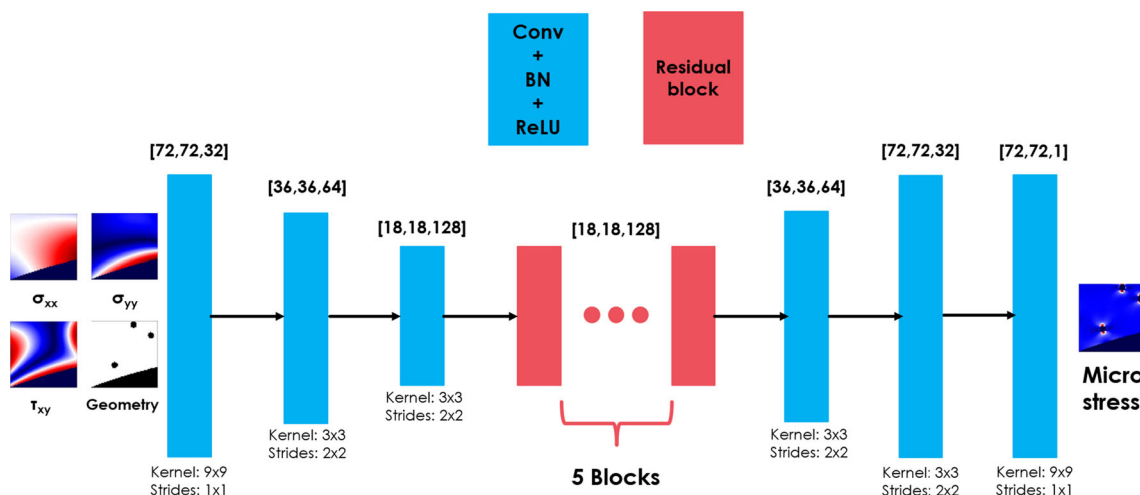 Conv
+
BN
+
ReLU
Residual
block
[72,72,32]
[36,36,64]
[18,18,128]
[18,18,128]
[36,36,64]
[72,72,32]
[72,72,1]
σxx
σyy
τxy
Geometry
Kernel: 9x9
Strides: 1x1
Kernel: 3x3
Strides: 2x2
Kernel: 3x3
Strides: 2x2
5 Blocks
Kernel: 3x3
Strides: 2x2
Kernel: 3x3
Strides: 2x2
Kernel: 9x9
Strides: 1x1
Micro
stress